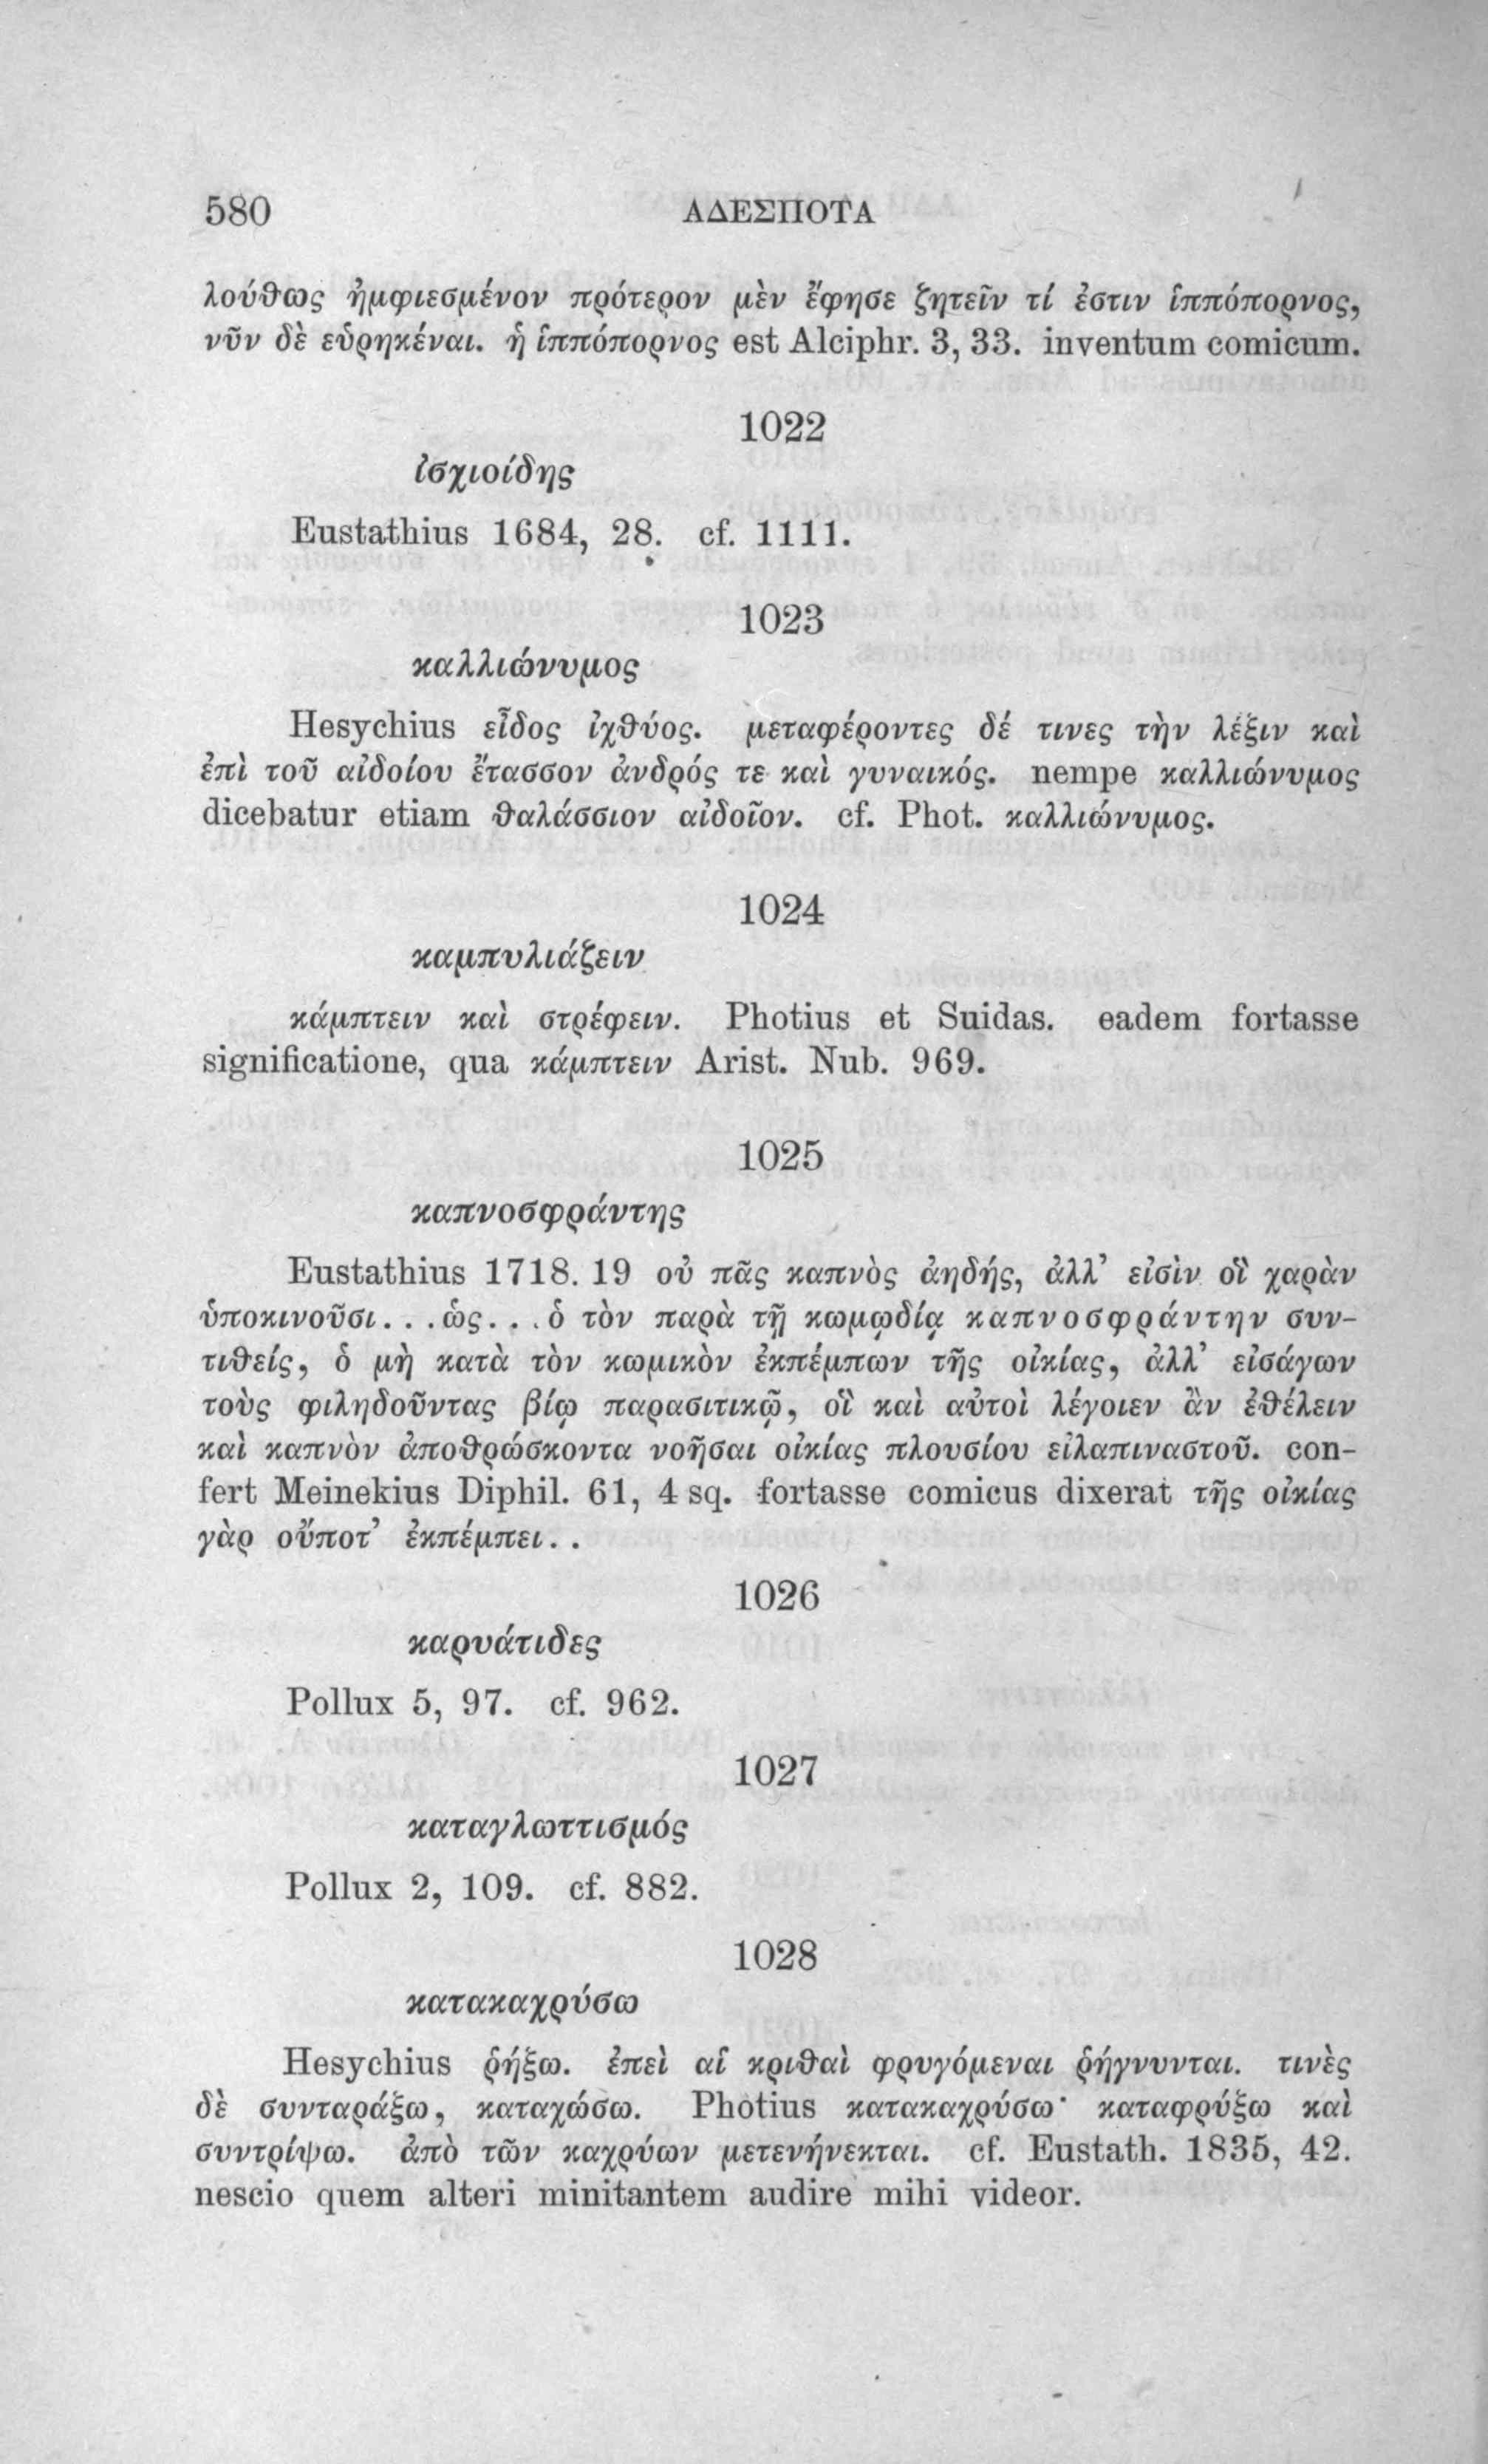 580 ΑΔΕΣΠΟΤΑ
λούθως ἠμφιεσμένον πρότερον μὲν ἔφησε ζητεῖν τί ἐστιν ἱππόπορνος,
νῦν δὲ εὑρηκέναι. ἡ ἱππόπορνος est Alciphr. 3, 33. inventum comicum.
1022
ἰσχιοίδης
Eustathius 1684, 28. cf. 1111.
1023
καλλιώνυμος
Hesychius εἶδος ἰχθύος. μεταφέροντες δέ τινες τὴν λέξιν καὶ
ἐπὶ τοῦ αἰδοίου ἔτασσον ἀνδρός τε καὶ γυναικός. nempe καλλιώνυμος
dicebatur etiam θαλάσσιον αἰδοῖον. cf. Phot. καλλιώνυμος.
1024
καμπυλιάζειν
κάμπτειν καὶ στρέφειν. Photius et Suidas. eadem fortasse
significatione, qua κάμπτειν Arist. Nub. 969.
1025
καπνοσφράντης
Eustathius 1718. 19 οὐ πᾶς καπνὸς ἀηδής, ἀλλ’ εἰσὶν οἳ χαρὰν
ὑποκινοῦσι. . .ὡς. . .ὁ τὸν παρὰ τῇ κωμῳδίᾳ καπνοσφράντην συν-
τιθείς, ὁ μὴ κατὰ τὸν κωμικὸν ἐκπέμπων τῆς οἰκίας, ἀλλ’ εἰσάγων
τοὺς φιληδοῦντας βίῳ παρασιτικῷ, οἳ καὶ αὐτοὶ λέγοιεν ἂν ἐθέλειν
καὶ καπνὸν ἀποθρώσκοντα νοῆσαι οἰκίας πλουσίου εἰλαπιναστοῦ. con-
fert Meinekius Diphil. 61, 4 sq. fortasse comicus dixerat τῆς οἰκίας
γὰρ οὔποτ’ ἐκπέμπει. .
1026
καρυάτιδες
Pollux 5, 97. cf. 962.
1027
καταγλωττισμός
Pollux 2, 109. cf. 882.
1028
κατακαχρύσω
Hesychius ῥήξω. ἐπεὶ αἱ κριθαὶ φρυγόμεναι ῥήγνυνται. τινὲς
δὲ συνταράξω, καταχώσω. Photius κατακαχρύσω· καταφρύξω καὶ
συντρίψω. ἀπὸ τῶν καχρύων μετενήνεκται. cf. Eustath. 1835, 42.
nescio quem alteri minitantem audire mihi videor.